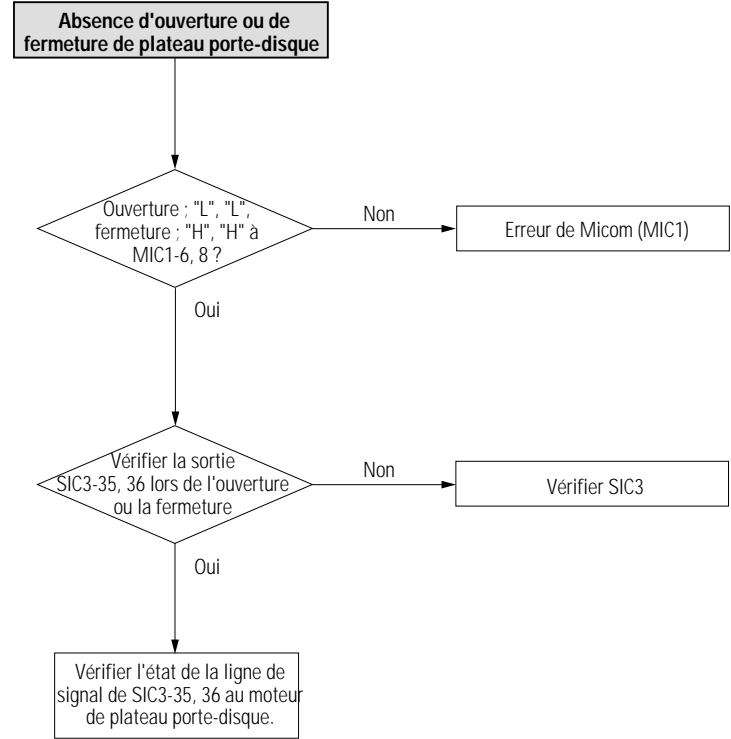 Absence d'ouverture ou de
fermeture de plateau porte-disque
Ouverture ; "L", "L",
fermeture ; "H", "H" à
MIC1-6, 8 ?
Non
Erreur de Micom (MIC1)
Oui
Vérifier la sortie
SIC3-35, 36 lors de l'ouverture
ou la fermeture
Non
Vérifier SIC3
Oui
Vérifier l'état de la ligne de
signal de SIC3-35, 36 au moteur
de plateau porte-disque.